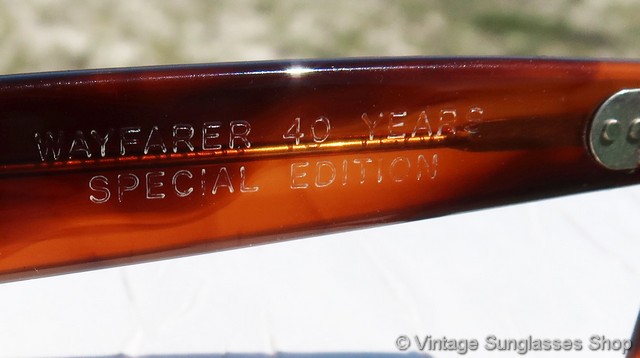 WAYFARER 40 YEARS
SPECIAL EDITION
© Vintage Sunglasses Shop